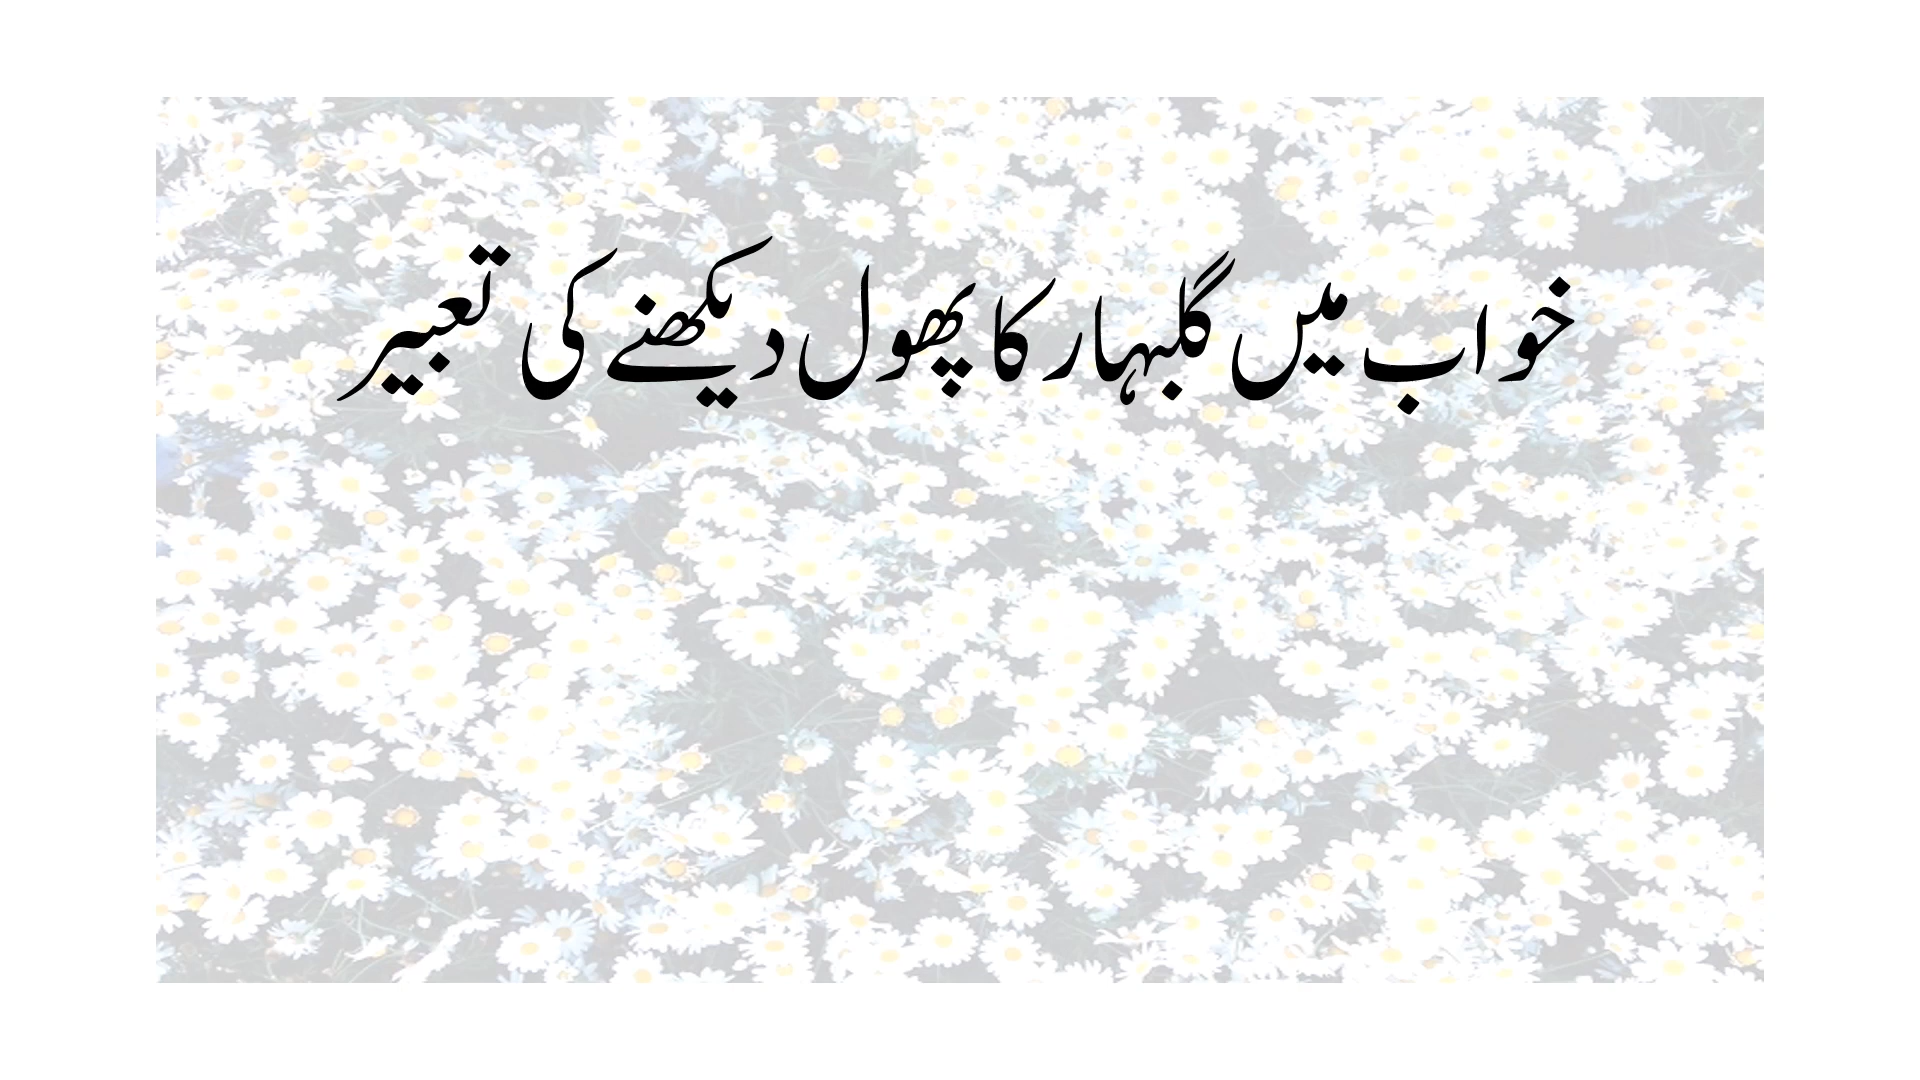 خواب میں گلبہار کا پھول دیکھنے کی تعبیر